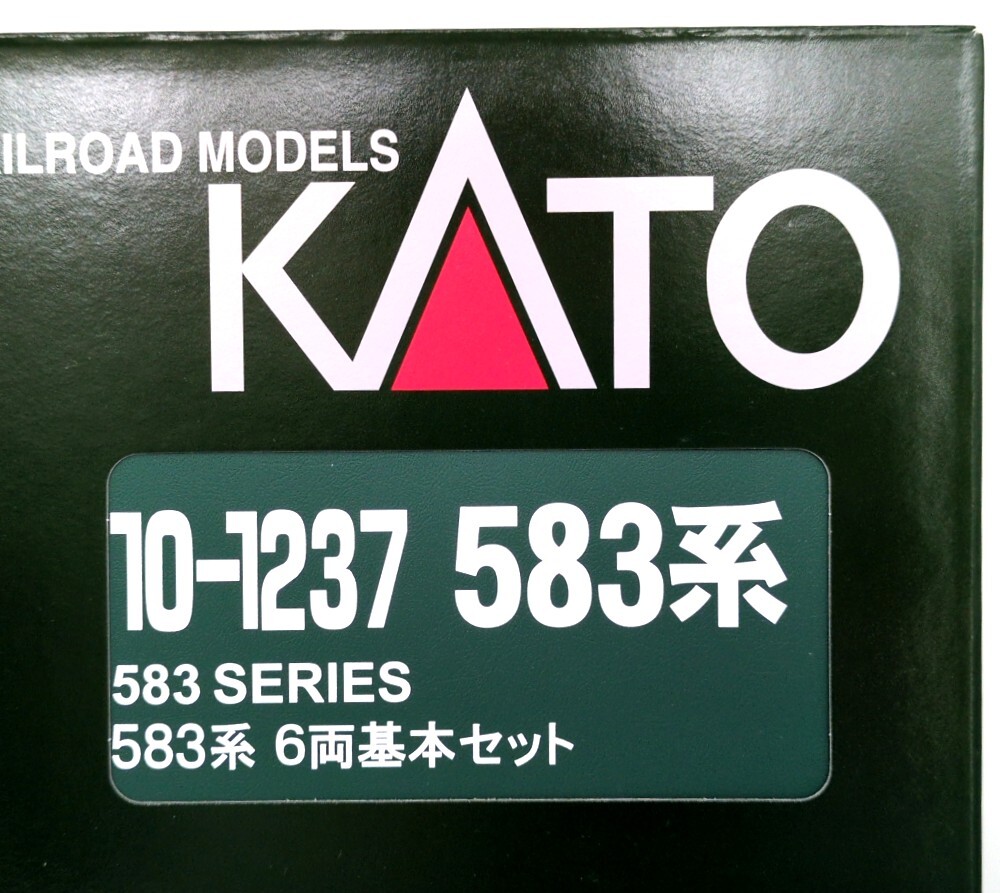 ILROAD MODELS
KATO
10-1237 583系
583 SERIES
583系 6両基本セット